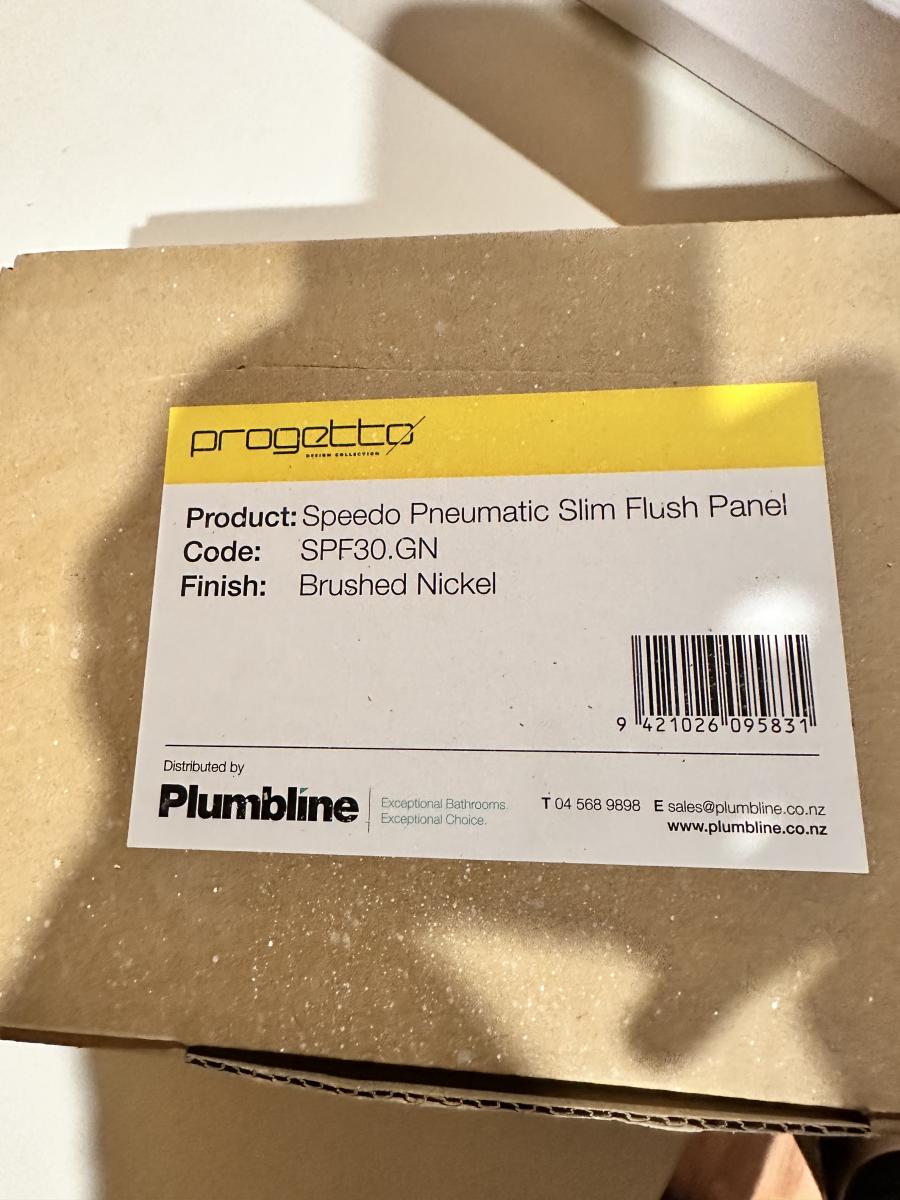 progetto
DESIGN COLLECTION
Product: Speedo Pneumatic Slim Flush Panel
Code: SPF30.GN
Finish: Brushed Nickel
9 421026 095831
Distributed by
Plumbline
Exceptional Bathrooms.
Exceptional Choice.
T 04 568 9898 E sales@plumbline.co.nz
www.plumbline.co.nz